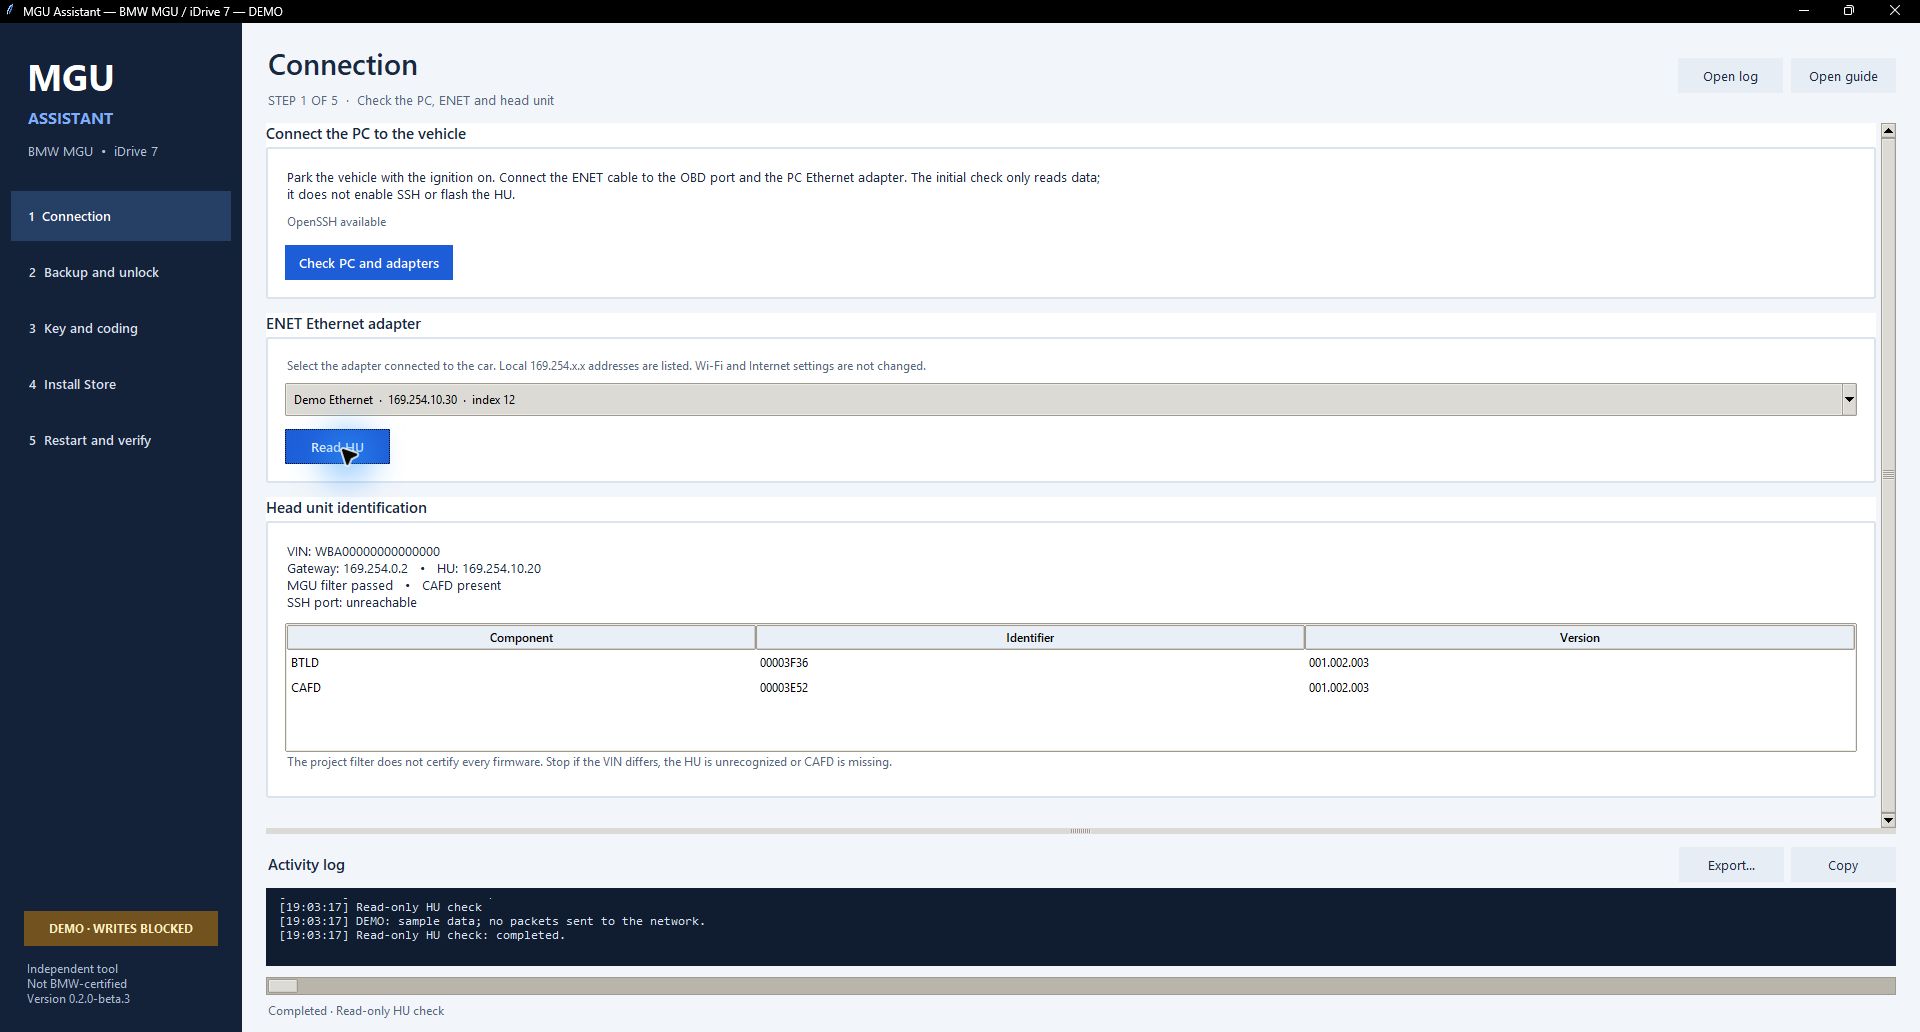 MGU Assistant — BMW MGU / iDrive 7 — DEMO
MGU
ASSISTANT
BMW MGU • iDrive 7
1 Connection
2 Backup and unlock
3 Key and coding
4 Install Store
5 Restart and verify
DEMO · WRITES BLOCKED
Independent tool
Not BMW-certified
Version 0.2.0-beta.3
Connection
STEP 1 OF 5 · Check the PC, ENET and head unit
Open log
Open guide
Connect the PC to the vehicle
Park the vehicle with the ignition on. Connect the ENET cable to the OBD port and the PC Ethernet adapter. The initial check only reads data;
it does not enable SSH or flash the HU.
OpenSSH available
Check PC and adapters
ENET Ethernet adapter
Select the adapter connected to the car. Local 169.254.x.x addresses are listed. Wi-Fi and Internet settings are not changed.
Demo Ethernet · 169.254.10.30 · index 12
Read HU
Head unit identification
VIN: WBA00000000000000
Gateway: 169.254.0.2 • HU: 169.254.10.20
MGU filter passed • CAFD present
SSH port: unreachable
Component Identifier Version
BTLD 00003F36 001.002.003
CAFD 00003E52 001.002.003
The project filter does not certify every firmware. Stop if the VIN differs, the HU is unrecognized or CAFD is missing.
Activity log
Export...
Copy
[19:03:17] Read-only HU check
[19:03:17] DEMO: sample data; no packets sent to the network.
[19:03:17] Read-only HU check: completed.
Completed · Read-only HU check